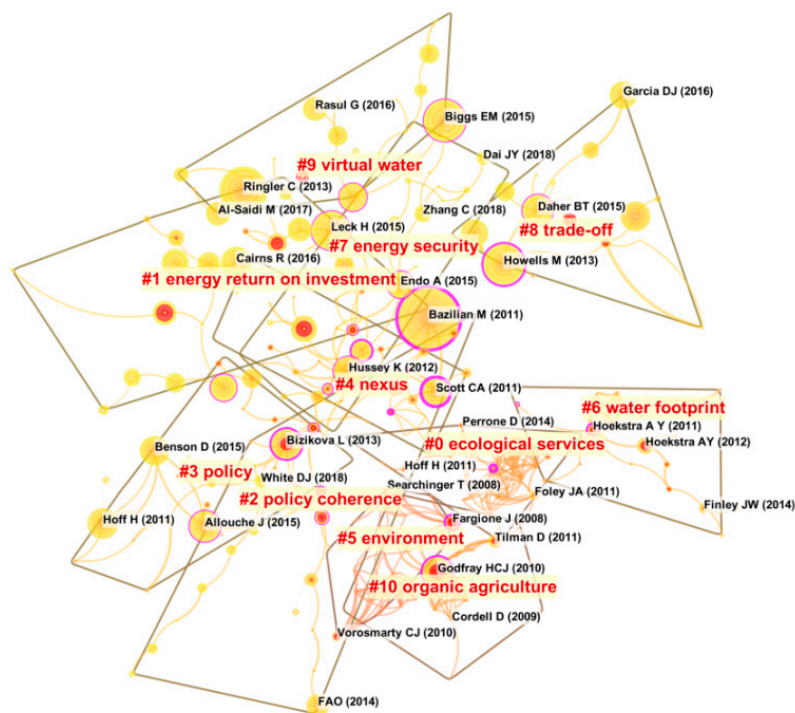 Garcia DJ (2016)
Rasul G (2016)
Biggs EM (2015)
Dai JY (2018)
#9 virtual water
Ringler C (2013)
Al-Saidi M (2017)
Zhang C (2018)
Daher BT (2015)
Leck H (2015)
#8 trade-off
#7 energy security
Cairns R (2016)
Howells M (2013)
#1 energy return on investment
Endo A (2015)
Bazilian M (2011)
Hussey K (2012)
#4 nexus
Scott CA (2011)
#6 water footprint
Perrone D (2014)
Hoekstra A Y (2011)
Bizikova L (2013)
#0 ecological services
Hoekstra AY (2012)
Benson D (2015)
#3 policy
Hoff H (2011)
White DJ (2018)
Searchinger T (2008)
Foley JA (2011)
#2 policy coherence
Finley JW (2014)
Hoff H (2011)
Allouche J (2015)
Fargione J (2008)
#5 environment
Tilman D (2011)
Godfray HCJ (2010)
#10 organic agriculture
Cordell D (2009)
Vorosmarty CJ (2010)
FAO (2014)